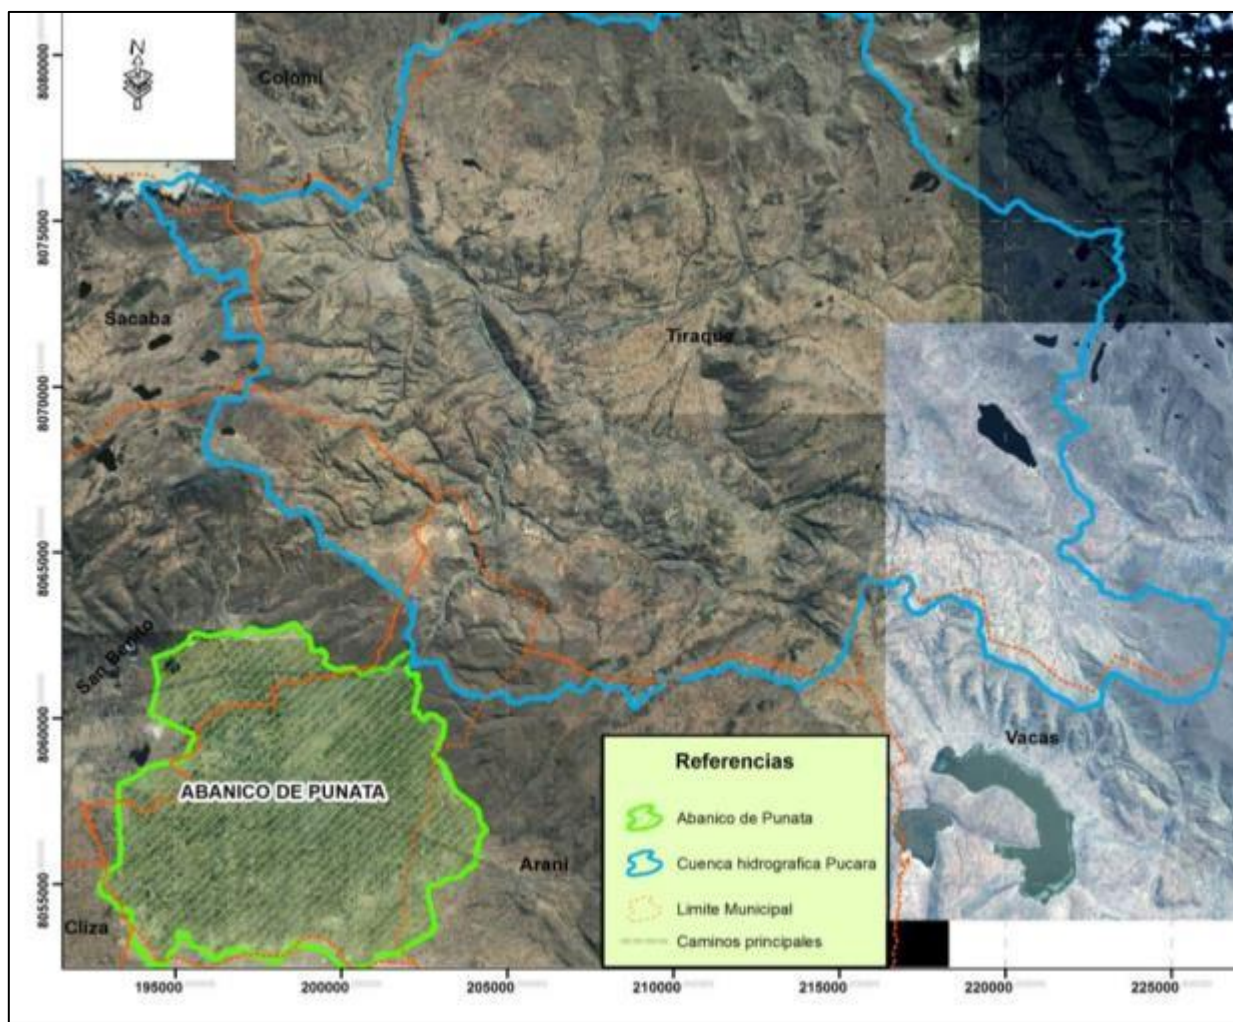 N
Colomi
Sacaba
Tiraque
San Benito
ABANICO DE PUNATA
Vacas
Arani
Cliza
Referencias
Abanico de Punata
Cuenca hidrografica Pucara
Limite Municipal
Caminos principales
8080000
8075000
8070000
8065000
8060000
8055000
195000 200000 205000 210000 215000 220000 225000